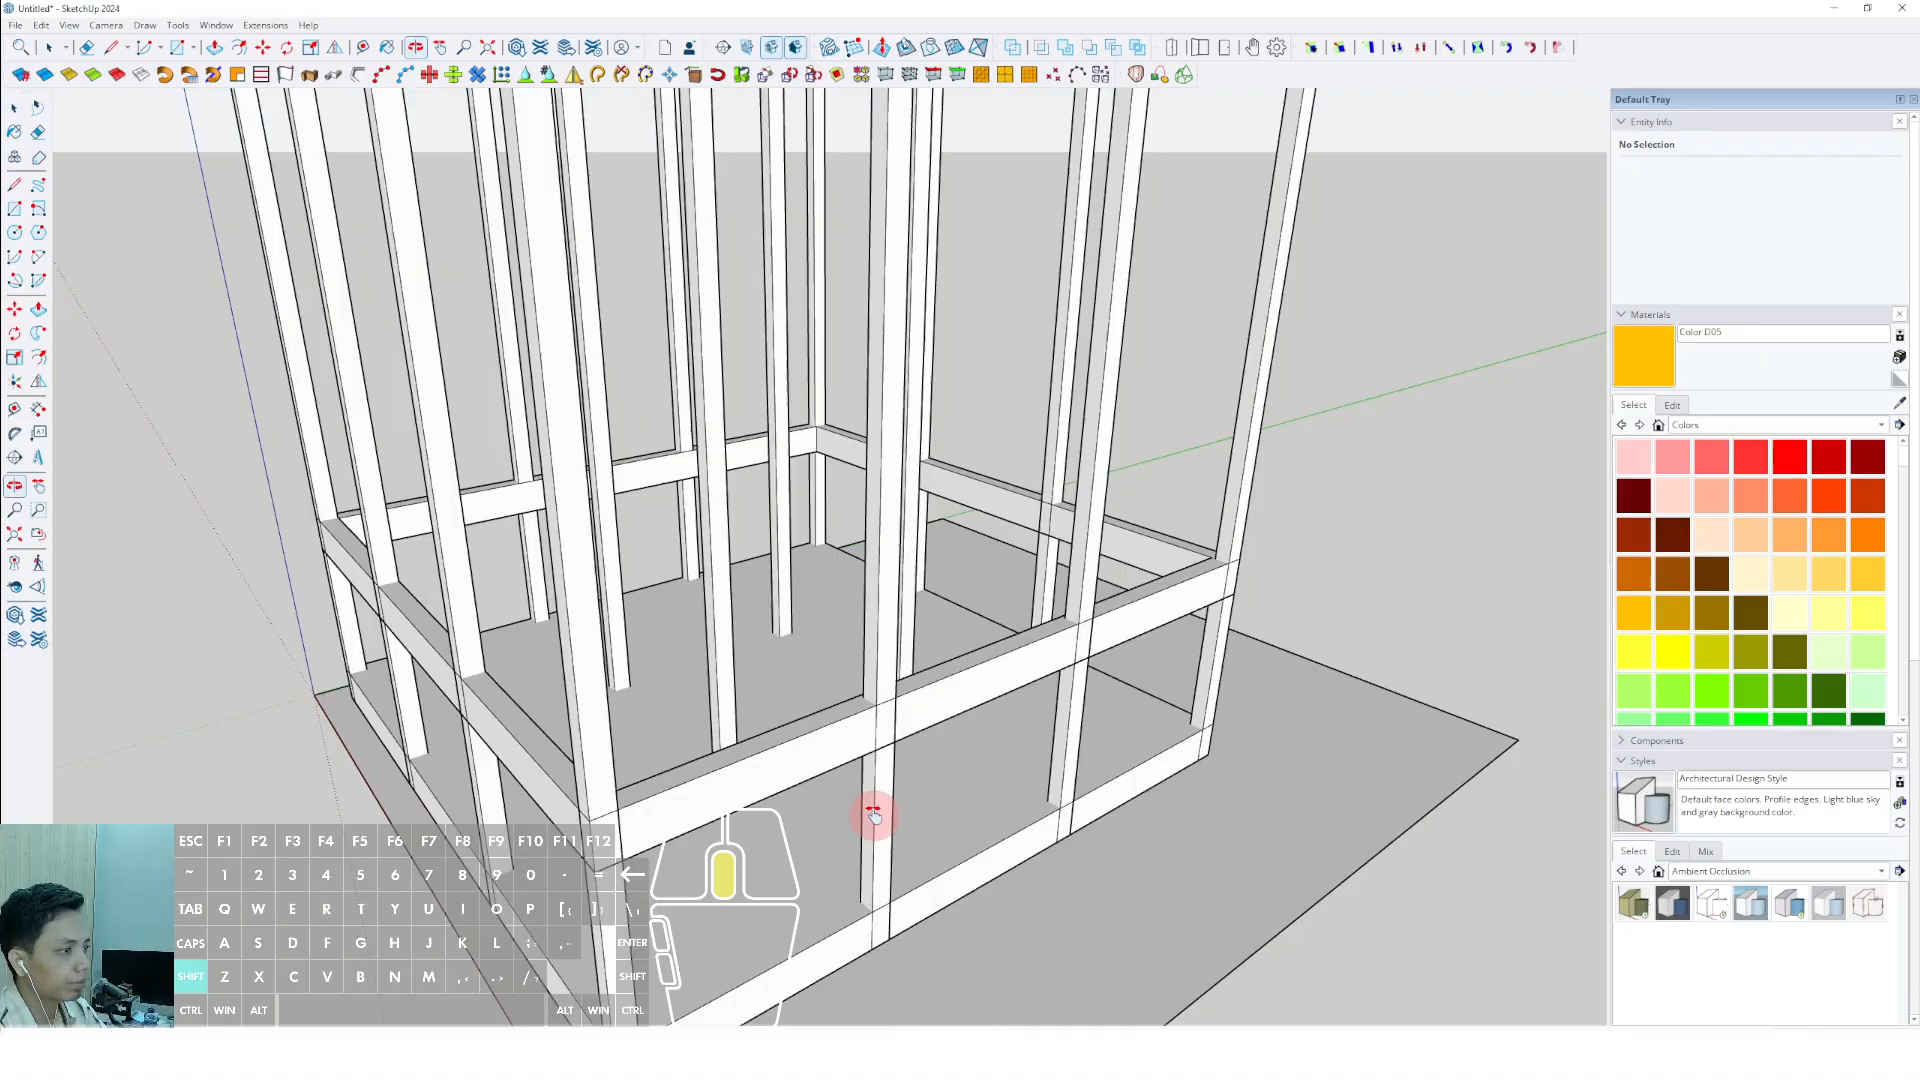 Untitled* - SketchUp 2024
File Edit View Camera Draw Tools Window Extensions Help
Default Tray
Entity Info
No Selection
Materials
Color D05
Select Edit
Colors
Components
Styles
Architectural Design Style
Default face colors. Profile edges. Light blue sky
and gray background color.
Select Edit Mix
Ambient Occlusion
ESC F1 F2 F3 F4 F5 F6 F7 F8 F9 F10 F11 F12
~ 1 2 3 4 5 6 7 8 9 0 - =
TAB Q W E R T Y U I O P [{ ]} \
CAPS A S D F G H J K L ;: ENTER
SHIFT Z X C V B N M ,< .> /? SHIFT
CTRL WIN ALT ALT WIN CTRL